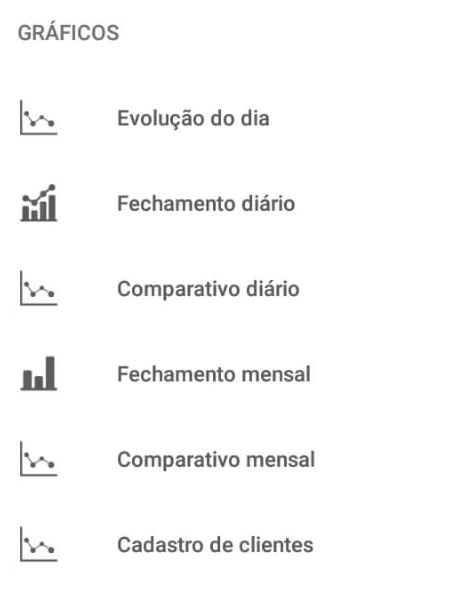 GRÁFICOS
Evolução do dia
Fechamento diário
Comparativo diário
Fechamento mensal
Comparativo mensal
Cadastro de clientes